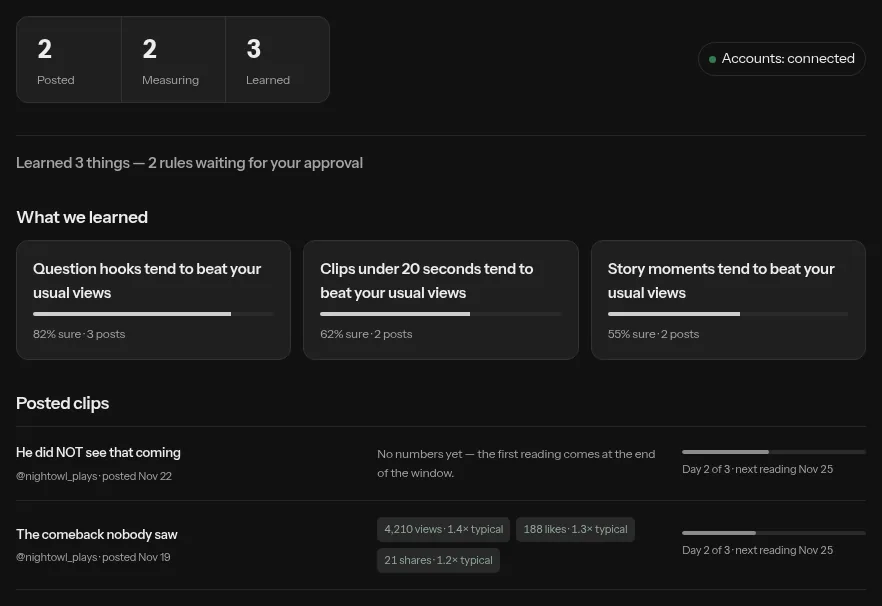 2
Posted
2
Measuring
3
Learned
Accounts: connected
Learned 3 things — 2 rules waiting for your approval
What we learned
Question hooks tend to beat your
usual views
82% sure · 3 posts
Clips under 20 seconds tend to
beat your usual views
62% sure · 2 posts
Story moments tend to beat your
usual views
55% sure · 2 posts
Posted clips
He did NOT see that coming
@nightowl_plays · posted Nov 22
No numbers yet — the first reading comes at the end
of the window.
Day 2 of 3 · next reading Nov 25
The comeback nobody saw
@nightowl_plays · posted Nov 19
4,210 views · 1.4× typical
188 likes · 1.3× typical
21 shares · 1.2× typical
Day 2 of 3 · next reading Nov 25